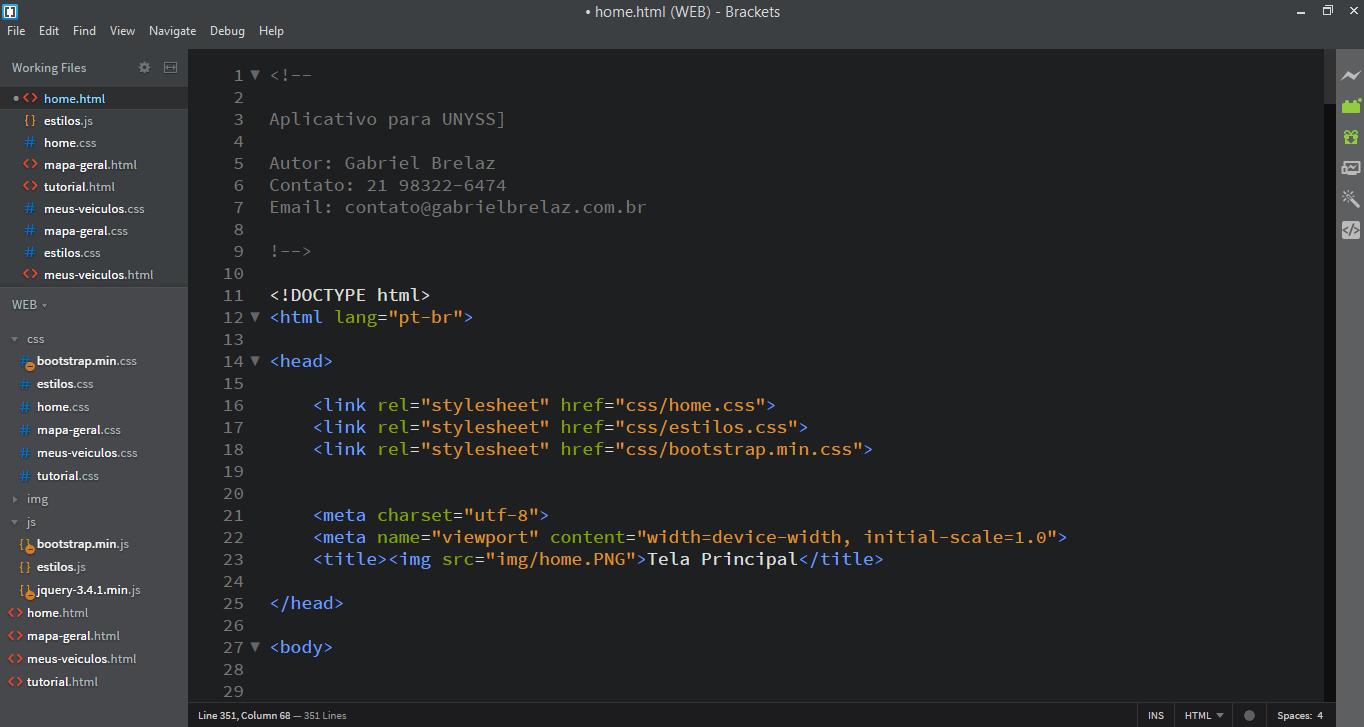 • home.html (WEB) - Brackets
File Edit Find View Navigate Debug Help
Working Files
home.html
estilos.js
home.css
mapa-geral.html
tutorial.html
meus-veiculos.css
mapa-geral.css
estilos.css
meus-veiculos.html
WEB
css
bootstrap.min.css
estilos.css
home.css
mapa-geral.css
meus-veiculos.css
tutorial.css
img
js
bootstrap.min.js
estilos.js
jquery-3.4.1.min.js
home.html
mapa-geral.html
meus-veiculos.html
tutorial.html
1 <!--
2
3 Aplicativo para UNYSS]
4
5 Autor: Gabriel Brelaz
6 Contato: 21 98322-6474
7 Email: contato@gabrielbrelaz.com.br
8
9 !-->
10
11 <!DOCTYPE html>
12 <html lang="pt-br">
13
14 <head>
15
16 <link rel="stylesheet" href="css/home.css">
17 <link rel="stylesheet" href="css/estilos.css">
18 <link rel="stylesheet" href="css/bootstrap.min.css">
19
20
21 <meta charset="utf-8">
22 <meta name="viewport" content="width=device-width, initial-scale=1.0">
23 <title><img src="img/home.PNG">Tela Principal</title>
24
25 </head>
26
27 <body>
28
29
Line 351, Column 68 — 351 Lines
INS HTML Spaces: 4